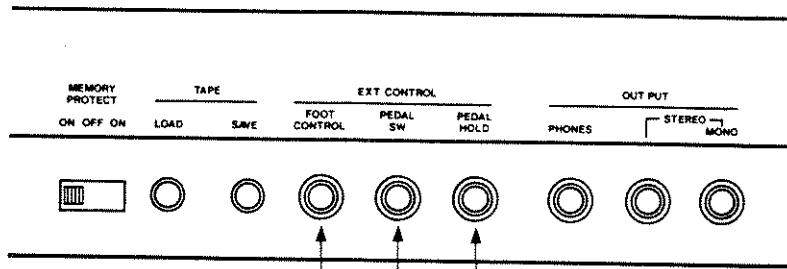 MEMORY
PROTECT
ON OFF ON
TAPE
LOAD SAVE
EXT CONTROL
FOOT
CONTROL
PEDAL
SW
PEDAL
HOLD
OUT PUT
PHONES
STEREO
MONO